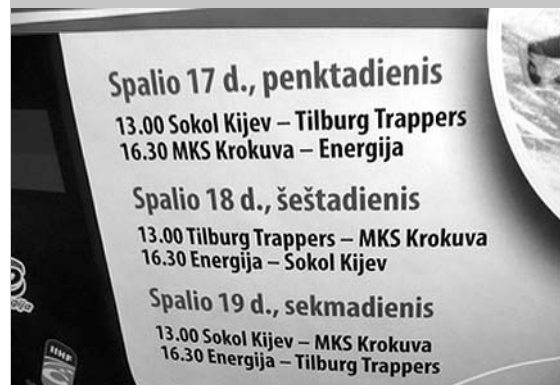 Spalio 17 d., penktadienis
13.00 Sokol Kijev – Tilburg Trappers
16.30 MKS Krokuva – Energija
Spalio 18 d., šeštadienis
13.00 Tilburg Trappers – MKS Krokuva
16.30 Energija – Sokol Kijev
Spalio 19 d., sekmadienis
13.00 Sokol Kijev – MKS Krokuva
16.30 Energija – Tilburg Trappers
IIHF